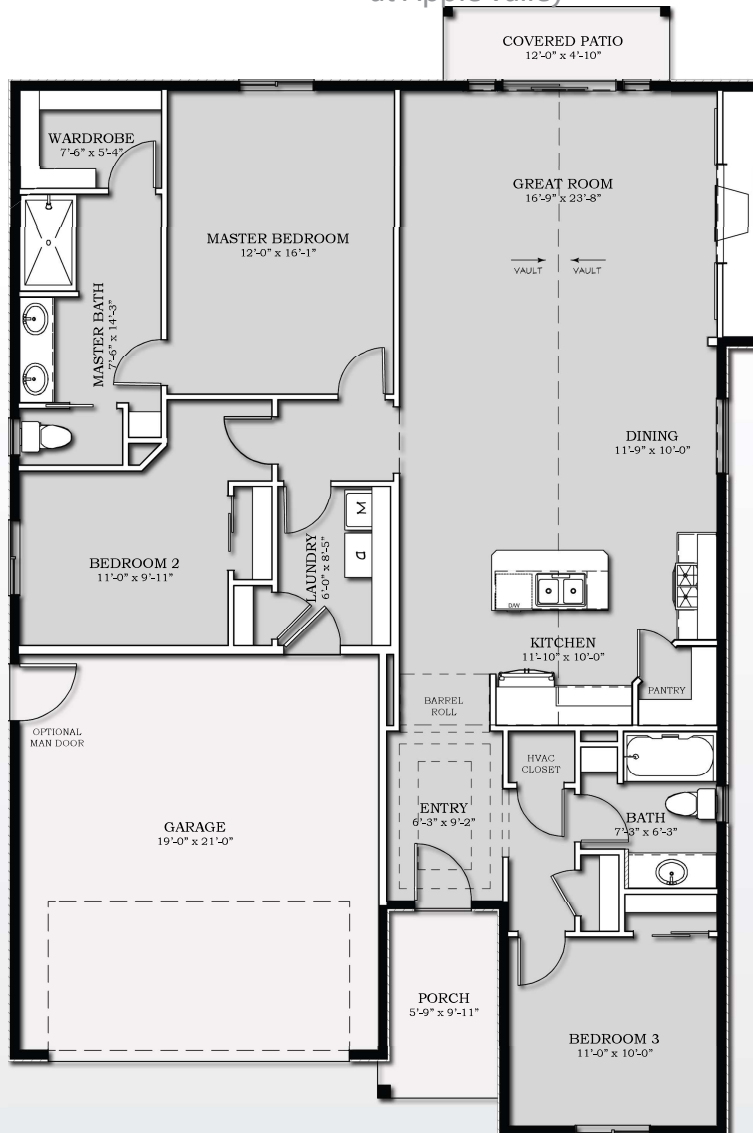 at Apple Valley
COVERED PATIO
12'-0" x 4'-10"
WARDROBE
7'-6" x 5'-4"
MASTER BEDROOM
12'-0" x 16'-1"
GREAT ROOM
16'-9" x 23'-8"
VAULT
VAULT
MASTER BATH
7'-6" x 14'-3"
DINING
11'-9" x 10'-0"
BEDROOM 2
11'-0" x 9'-11"
LAUNDRY
6'-0" x 8'-5"
W
D
D/W
KITCHEN
11'-10" x 10'-0"
PANTRY
BARREL
ROLL
OPTIONAL
MAN DOOR
HVAC
CLOSET
ENTRY
6'-3" x 9'-2"
BATH
7'-3" x 6'-3"
GARAGE
19'-0" x 21'-0"
PORCH
5'-9" x 9'-11"
BEDROOM 3
11'-0" x 10'-0"